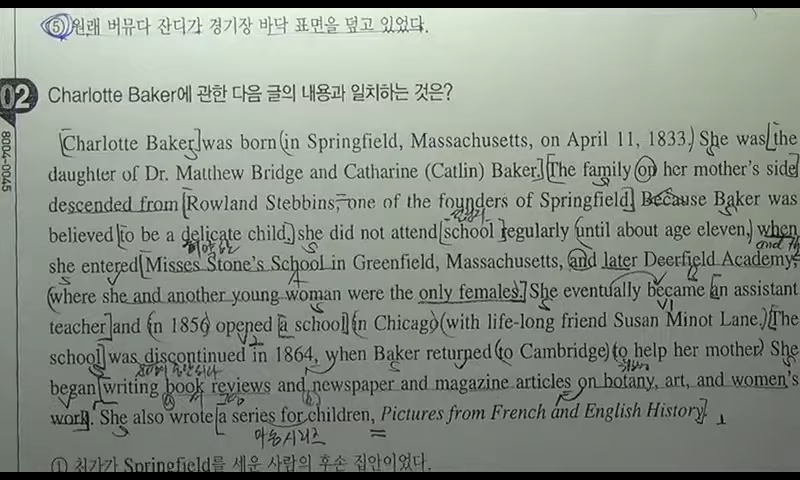 ⑤ 원래 버뮤다 잔디가 경기장 바닥 표면을 덮고 있었다.
02 Charlotte Baker에 관한 다음 글의 내용과 일치하는 것은?
8004-0045
Charlotte Baker was born in Springfield, Massachusetts, on April 11, 1833. She was the
daughter of Dr. Matthew Bridge and Catharine (Catlin) Baker. The family on her mother's side
descended from Rowland Stebbins, one of the founders of Springfield. Because Baker was
believed to be a delicate child, she did not attend school regularly until about age eleven, when
she entered Misses Stone's School in Greenfield, Massachusetts, and later Deerfield Academy,
where she and another young woman were the only females. She eventually became an assistant
teacher and in 1856 opened a school in Chicago with life-long friend Susan Minot Lane. The
school was discontinued in 1864, when Baker returned to Cambridge to help her mother. She
began writing book reviews and newspaper and magazine articles on botany, art, and women's
work. She also wrote a series for children, Pictures from French and English History.
아동 시리즈
① 친가가 Springfield를 세운 사람의 후손 집안이었다.